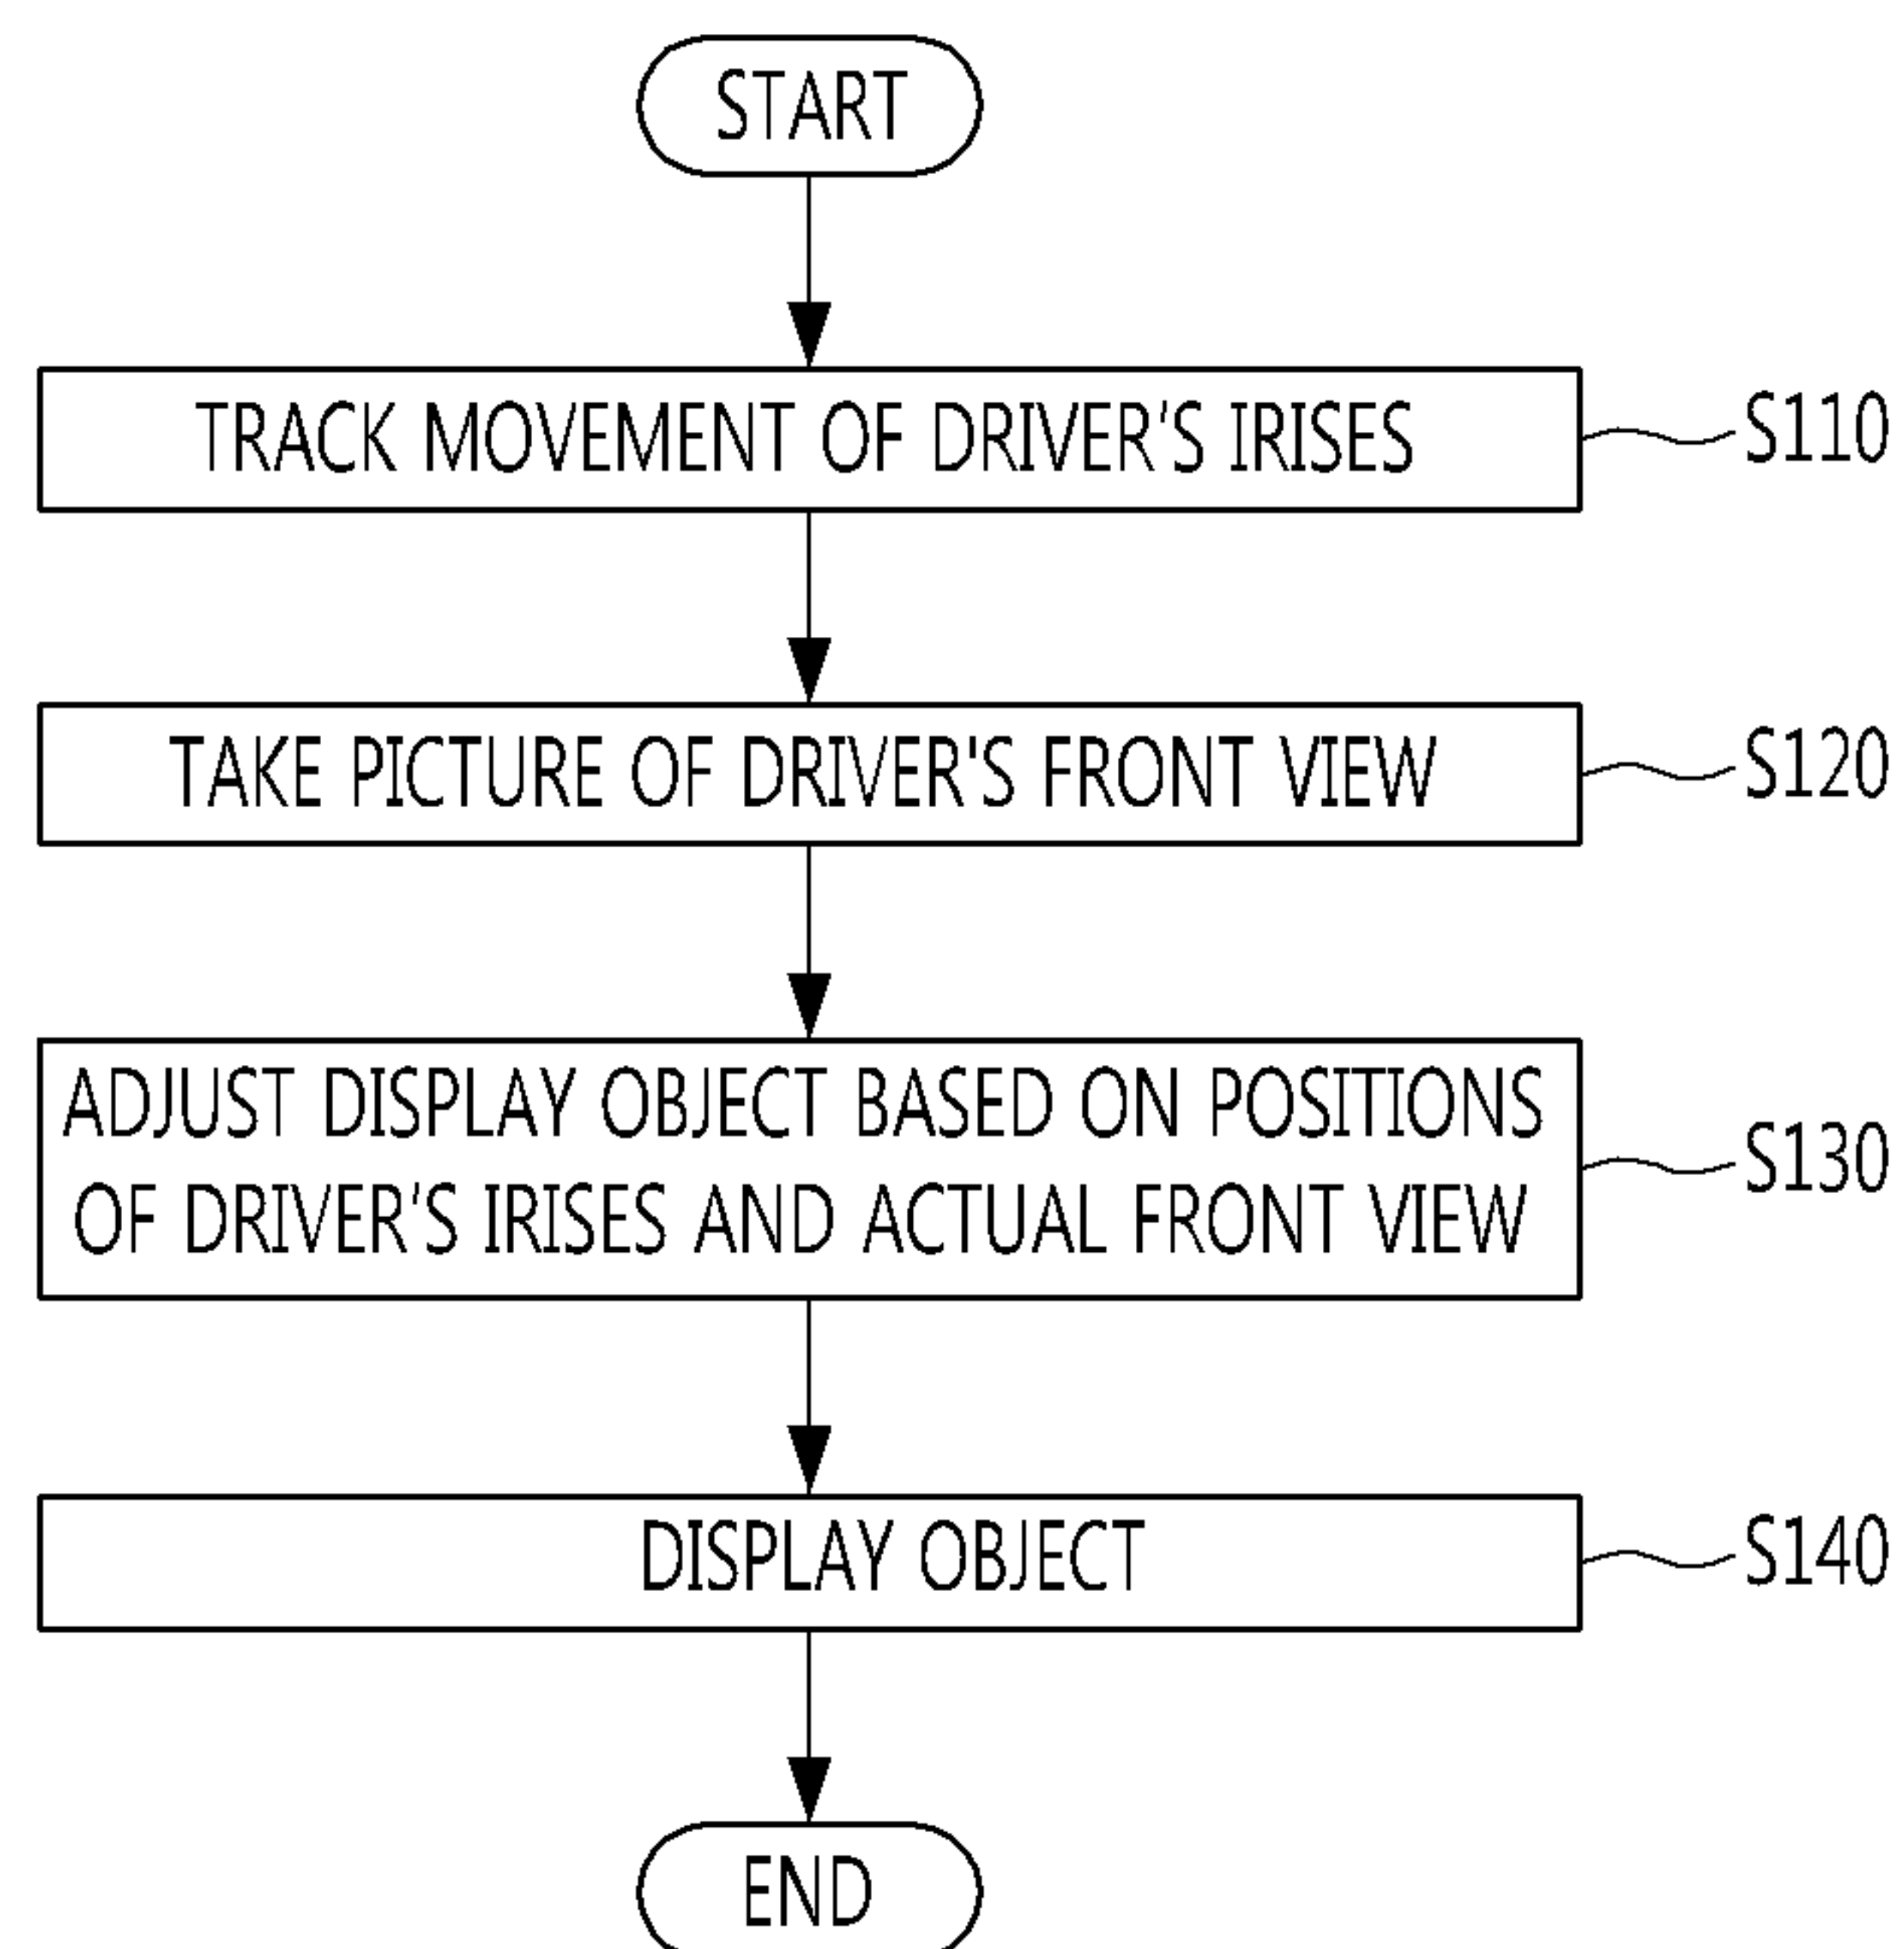 START
TRACK MOVEMENT OF DRIVER'S IRISES
S110
TAKE PICTURE OF DRIVER'S FRONT VIEW
S120
ADJUST DISPLAY OBJECT BASED ON POSITIONS
OF DRIVER'S IRISES AND ACTUAL FRONT VIEW
S130
DISPLAY OBJECT
S140
END